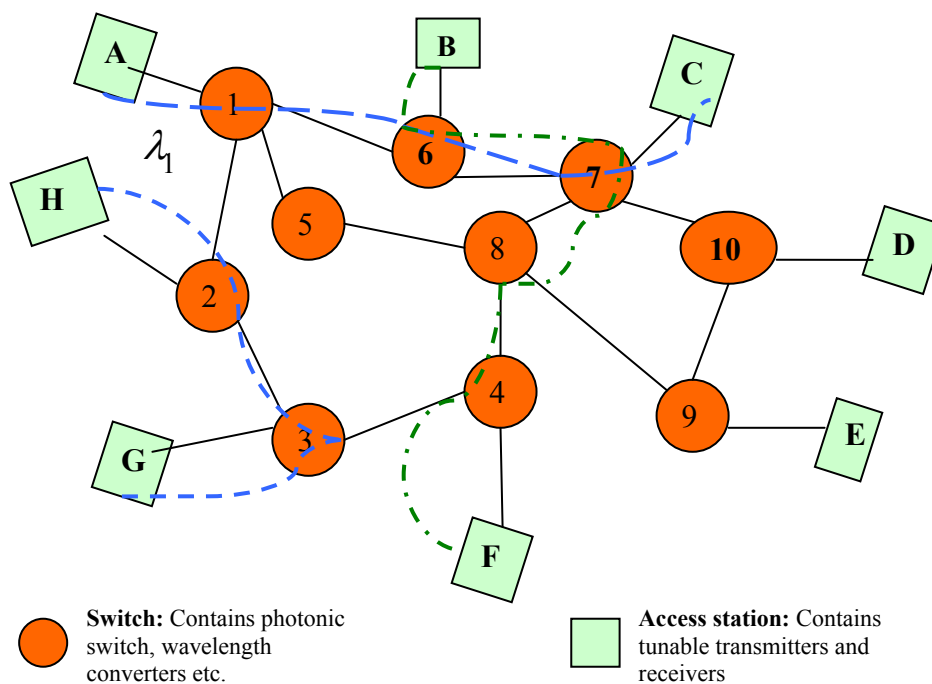 A
B
C
1
6
λ1
7
H
5
8
10
D
2
4
9
3
E
G
F
Switch: Contains photonic
switch, wavelength
converters etc.
Access station: Contains
tunable transmitters and
receivers